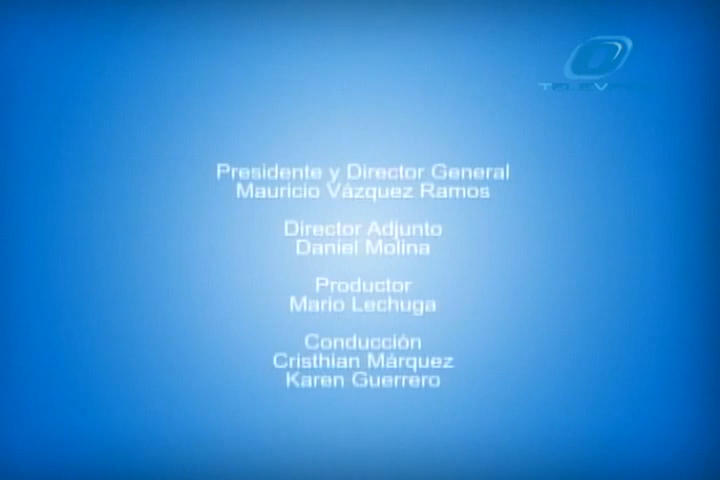 Presidente y Director General
Mauricio Vázquez Ramos
Director Adjunto
Daniel Molina
Productor
Mario Lechuga
Conducción
Cristhian Márquez
Karen Guerrero